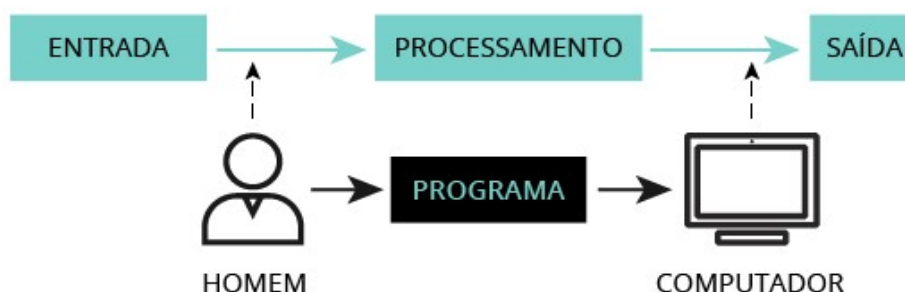 ENTRADA
PROCESSAMENTO
SAÍDA
PROGRAMA
HOMEM
COMPUTADOR